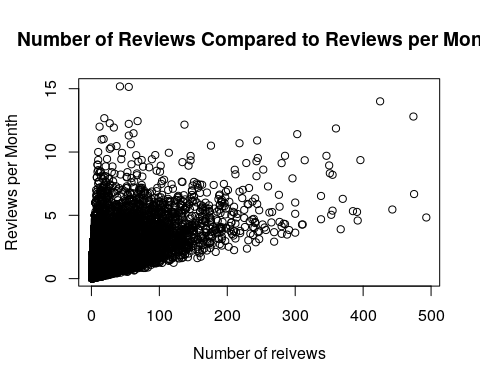 Number of Reviews Compared to Reviews per Mon
Reviews per Month
15
10
5
0
0 100 200 300 400 500
Number of reivews